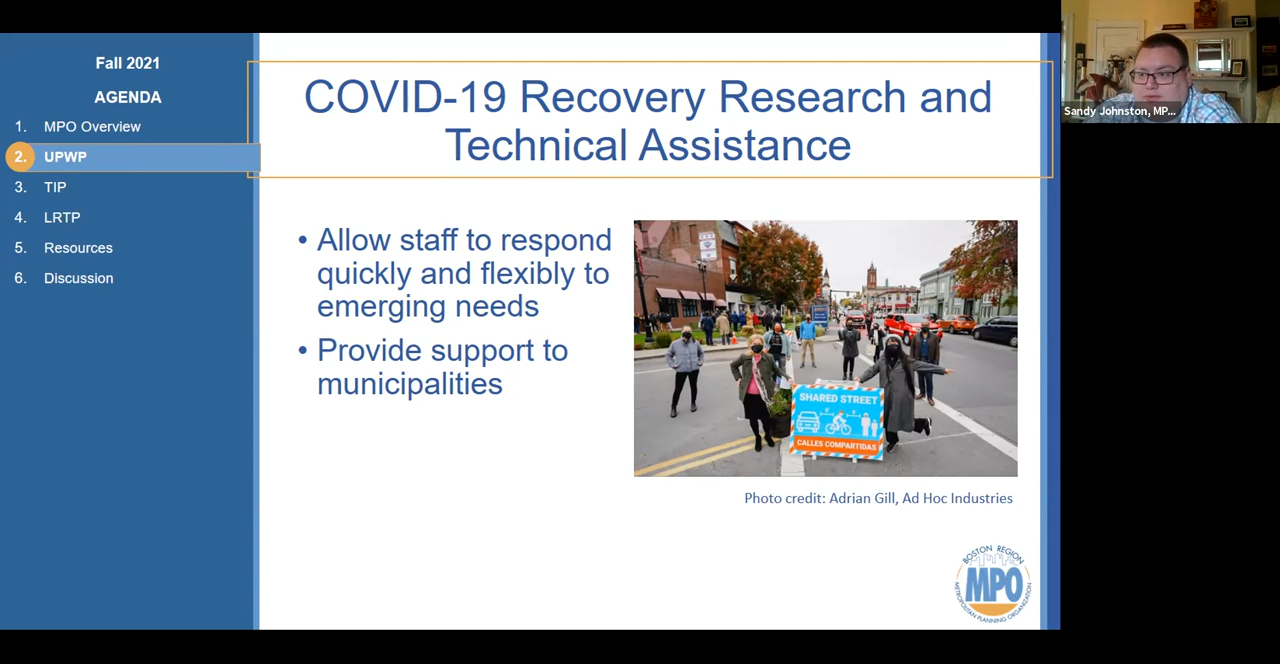 Fall 2021
AGENDA
1. MPO Overview
2. UPWP
3. TIP
4. LRTP
5. Resources
6. Discussion
COVID-19 Recovery Research and
Technical Assistance
• Allow staff to respond
quickly and flexibly to
emerging needs
• Provide support to
municipalities
SHARED STREET
CALLES COMPARTIDAS
Photo credit: Adrian Gill, Ad Hoc Industries
BOSTON REGION
MPO
METROPOLITAN PLANNING ORGANIZATION
Sandy Johnston, MP...